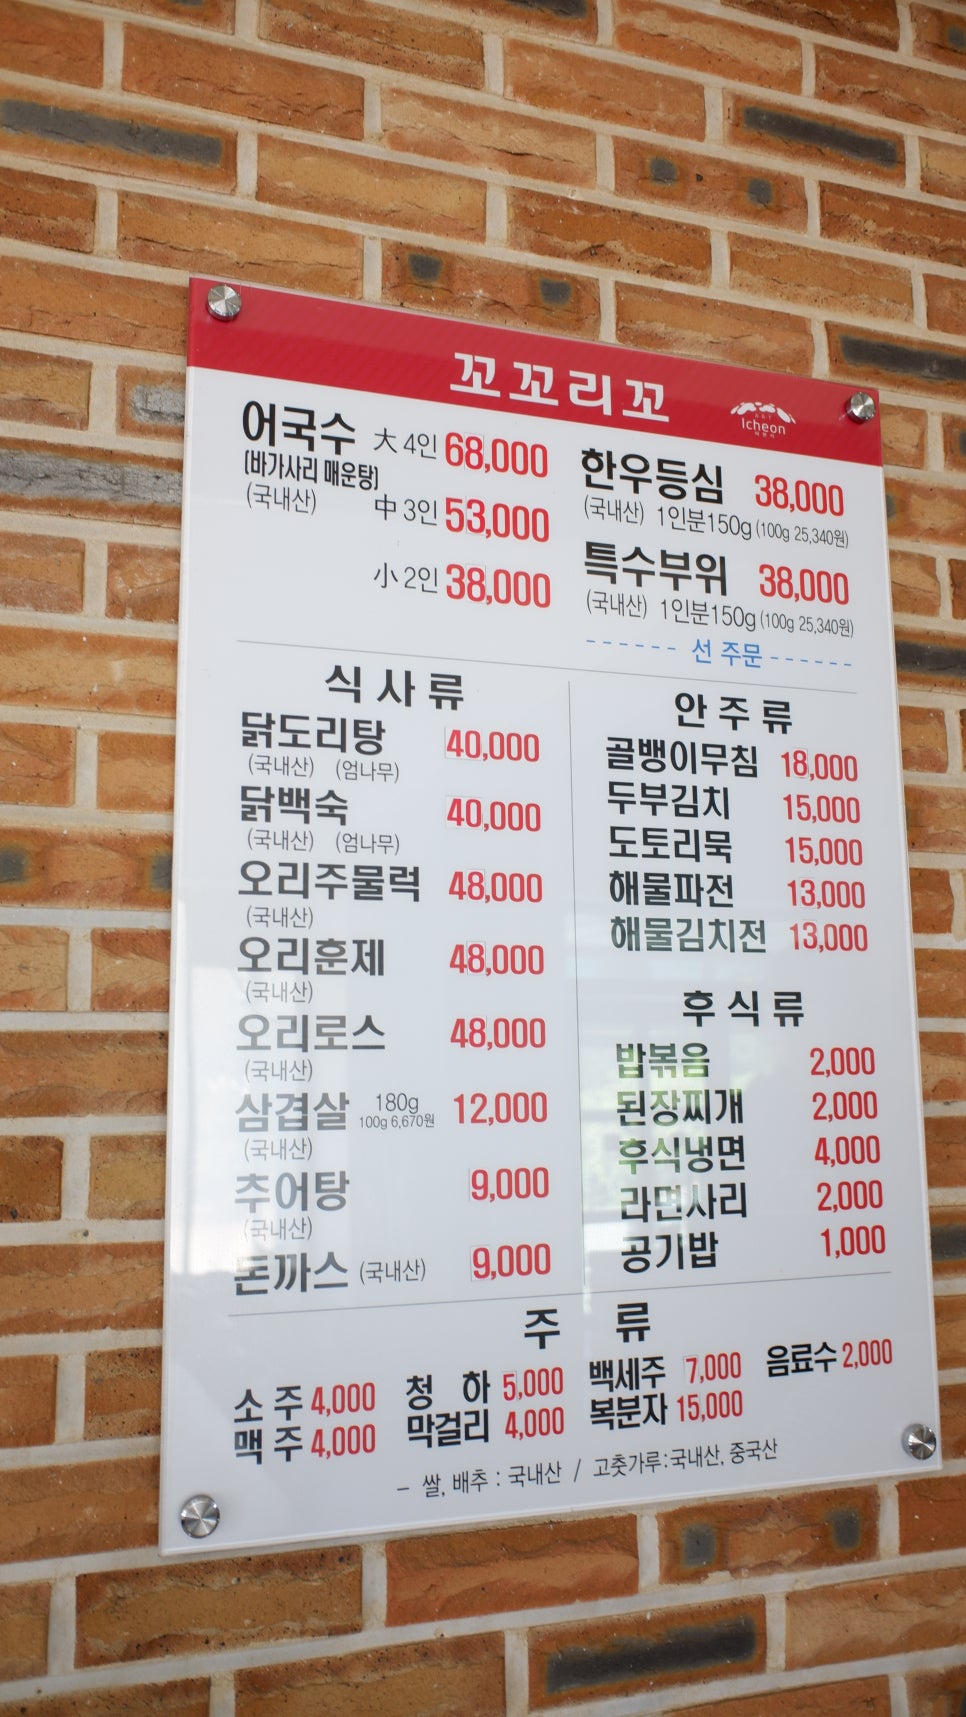 꼬꼬리꼬
Icheon
어국수 大 4인 68,000
(바가사리 매운탕)
(국내산)
中 3인 53,000
小 2인 38,000
한우등심 38,000
(국내산) 1인분150g (100g 25,340원)
특수부위 38,000
(국내산) 1인분150g (100g 25,340원)
------ 선 주문 ------
식 사 류
닭도리탕 40,000
(국내산) (엄나무)
닭백숙 40,000
(국내산) (엄나무)
오리주물럭 48,000
(국내산)
오리훈제 48,000
(국내산)
오리로스 48,000
(국내산)
삼겹살 180g 12,000
100g 6,670원
(국내산)
추어탕 9,000
(국내산)
돈까스 (국내산) 9,000
안 주 류
골뱅이무침 18,000
두부김치 15,000
도토리묵 15,000
해물파전 13,000
해물김치전 13,000
후 식 류
밥볶음 2,000
된장찌개 2,000
후식냉면 4,000
라면사리 2,000
공기밥 1,000
주 류
소 주 4,000 청 하 5,000 백세주 7,000 음료수 2,000
맥 주 4,000 막걸리 4,000 복분자 15,000
- 쌀, 배추 : 국내산 / 고춧가루:국내산, 중국산